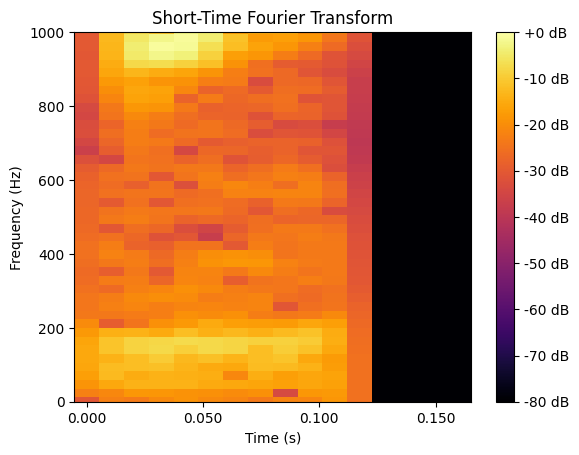 Short-Time Fourier Transform
1000
800
600
400
200
0
Frequency (Hz)
0.000
0.050
0.100
0.150
Time (s)
+0 dB
-10 dB
-20 dB
-30 dB
-40 dB
-50 dB
-60 dB
-70 dB
-80 dB